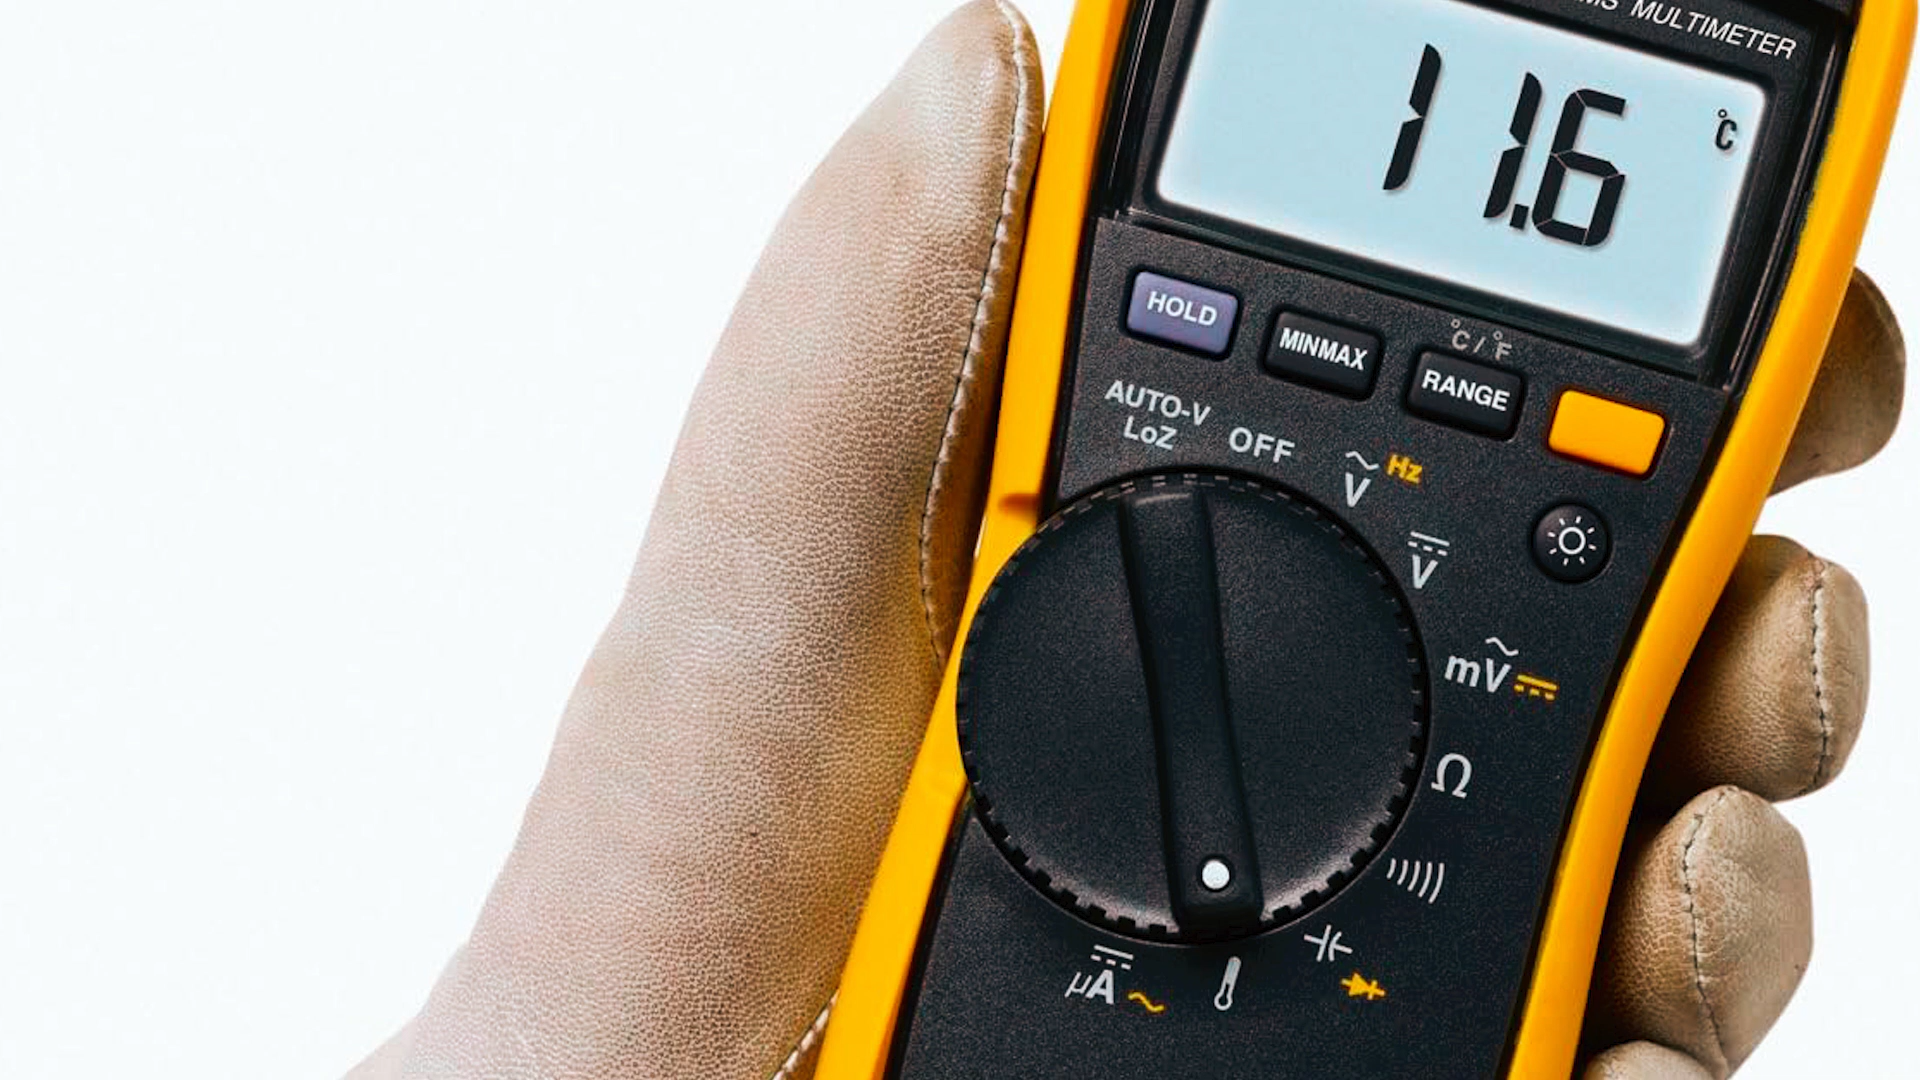 MULTIMETER
11.6 °C
HOLD
MINMAX
°C / °F
RANGE
AUTO-V
LoZ
OFF
V Hz
V
mV
Ω
µA